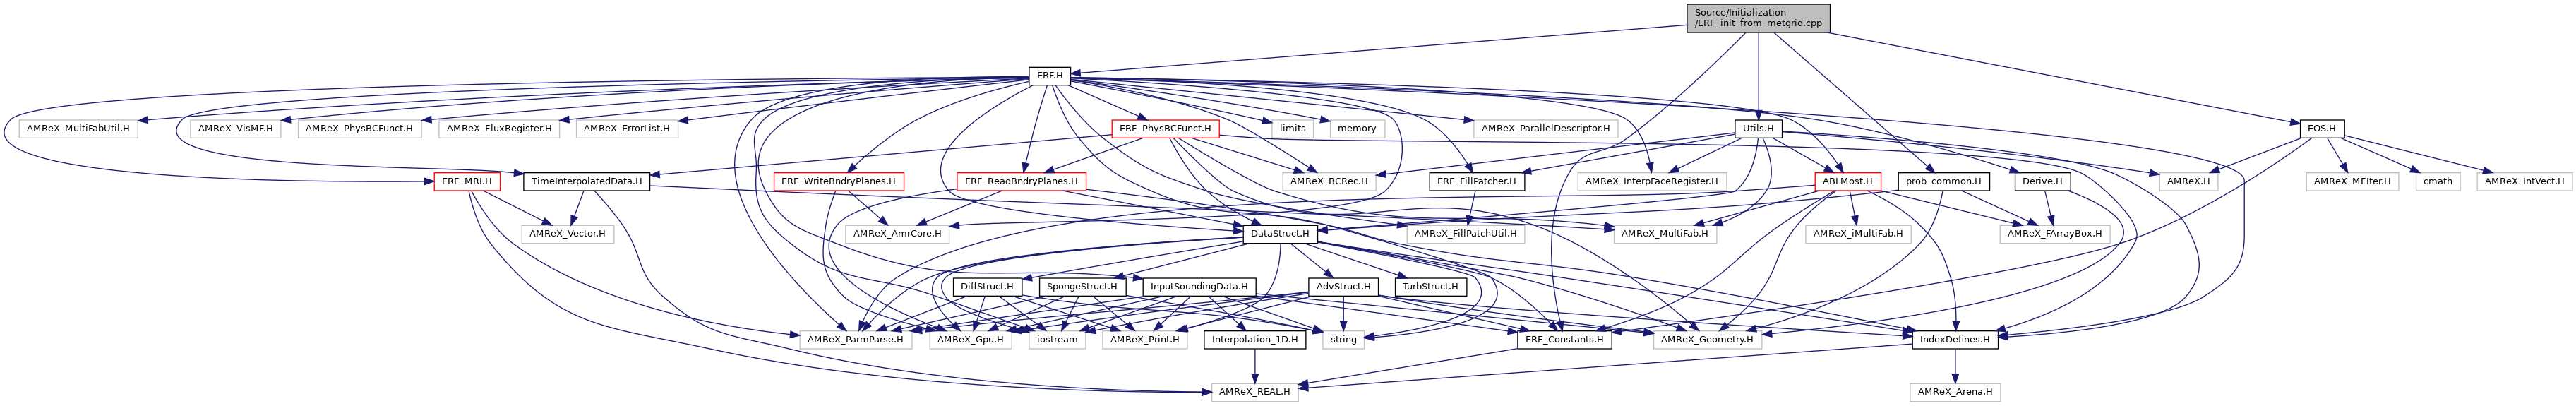 Source/Initialization
/ERF_init_from_metgrid.cpp
ERF.H
AMReX_MultiFabUtil.H
AMReX_VisMF.H
AMReX_PhysBCFunct.H
AMReX_FluxRegister.H
AMReX_ErrorList.H
ERF_PhysBCFunct.H
limits
memory
AMReX_ParallelDescriptor.H
Utils.H
EOS.H
ERF_MRI.H
TimeInterpolatedData.H
ERF_WriteBndryPlanes.H
ERF_ReadBndryPlanes.H
AMReX_BCRec.H
ERF_FillPatcher.H
AMReX_InterpFaceRegister.H
ABLMost.H
prob_common.H
Derive.H
AMReX.H
AMReX_MFIter.H
cmath
AMReX_IntVect.H
AMReX_Vector.H
AMReX_AmrCore.H
DataStruct.H
AMReX_FillPatchUtil.H
AMReX_MultiFab.H
AMReX_iMultiFab.H
AMReX_FArrayBox.H
DiffStruct.H
SpongeStruct.H
InputSoundingData.H
AdvStruct.H
TurbStruct.H
AMReX_ParmParse.H
AMReX_Gpu.H
iostream
AMReX_Print.H
Interpolation_1D.H
string
ERF_Constants.H
AMReX_Geometry.H
IndexDefines.H
AMReX_REAL.H
AMReX_Arena.H